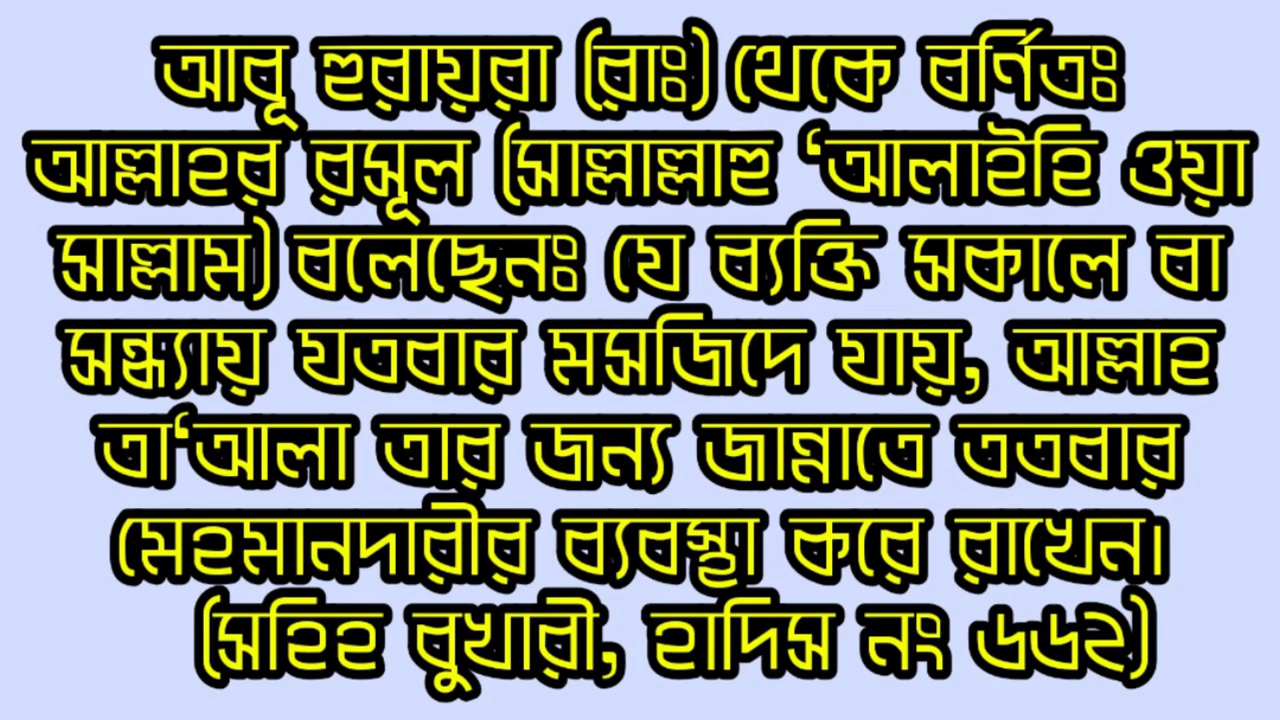 আবূ হুরায়রা (রাঃ) থেকে বর্ণিতঃ
আল্লাহর রসূল (সাল্লাল্লাহু ‘আলাইহি ওয়া
সাল্লাম) বলেছেনঃ যে ব্যক্তি সকালে বা
সন্ধ্যায় যতবার মসজিদে যায়, আল্লাহ
তা‘আলা তার জন্য জান্নাতে ততবার
মেহমানদারীর ব্যবস্থা করে রাখেন।
(সহিহ বুখারী, হাদিস নং ৬৬২)